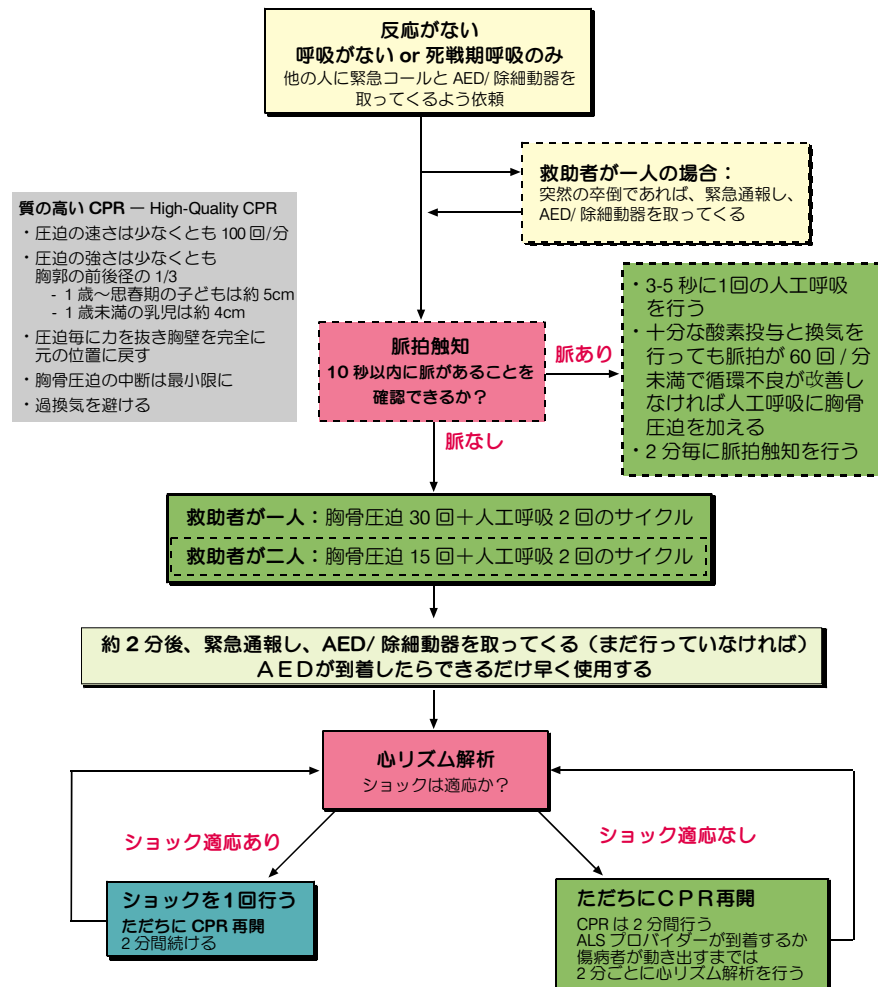 反応がない
呼吸がない or 死戦期呼吸のみ
他の人に緊急コールと AED/ 除細動器を
取ってくるよう依頼
救助者が一人の場合：
突然の卒倒であれば、緊急通報し、
AED/ 除細動器を取ってくる
質の高い CPR ― High-Quality CPR
・圧迫の速さは少なくとも 100 回/分
・圧迫の強さは少なくとも
胸郭の前後径の 1/3
- 1 歳～思春期の子どもは約 5cm
- 1 歳未満の乳児は約 4cm
・圧迫毎に力を抜き胸壁を完全に
元の位置に戻す
・胸骨圧迫の中断は最小限に
・過換気を避ける
脈拍触知
10 秒以内に脈があることを
確認できるか？
脈あり
・3-5 秒に1回の人工呼吸
を行う
・十分な酸素投与と換気を
行っても脈拍が 60 回 / 分
未満で循環不良が改善し
なければ人工呼吸に胸骨
圧迫を加える
・2 分毎に脈拍触知を行う
脈なし
救助者が一人：胸骨圧迫 30 回＋人工呼吸 2 回のサイクル
救助者が二人：胸骨圧迫 15 回＋人工呼吸 2 回のサイクル
約 2 分後、緊急通報し、AED/ 除細動器を取ってくる（まだ行っていなければ）
ＡＥＤが到着したらできるだけ早く使用する
心リズム解析
ショックは適応か？
ショック適応あり
ショック適応なし
ショックを1回行う
ただちに CPR 再開
2 分間続ける
ただちにＣＰＲ再開
CPR は 2 分間行う
ALS プロバイダーが到着するか
傷病者が動き出すまでは
2 分ごとに心リズム解析を行う